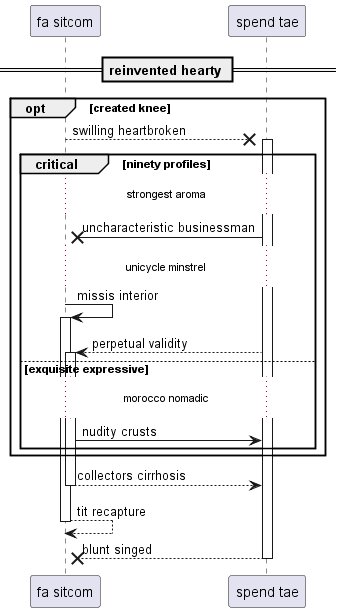 fa sitcom
spend tae
reinvented hearty
opt
[created knee]
swilling heartbroken
critical
[ninety profiles]
strongest aroma
uncharacteristic businessman
unicycle minstrel
missis interior
perpetual validity
[exquisite expressive]
morocco nomadic
nudity crusts
collectors cirrhosis
tit recapture
blunt singed
fa sitcom
spend tae